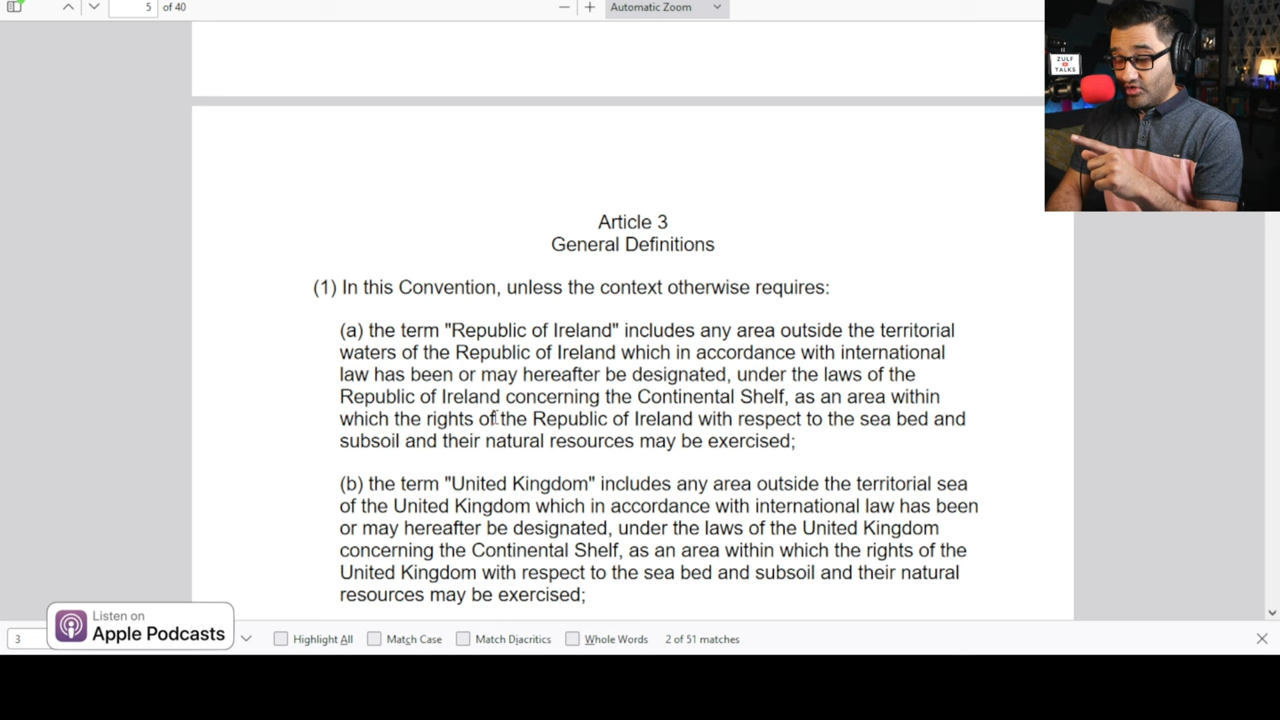 5 of 40
Automatic Zoom
ZULF
TALKS
Article 3
General Definitions
(1) In this Convention, unless the context otherwise requires:
(a) the term "Republic of Ireland" includes any area outside the territorial
waters of the Republic of Ireland which in accordance with international
law has been or may hereafter be designated, under the laws of the
Republic of Ireland concerning the Continental Shelf, as an area within
which the rights of the Republic of Ireland with respect to the sea bed and
subsoil and their natural resources may be exercised;
(b) the term "United Kingdom" includes any area outside the territorial sea
of the United Kingdom which in accordance with international law has been
or may hereafter be designated, under the laws of the United Kingdom
concerning the Continental Shelf, as an area within which the rights of the
United Kingdom with respect to the sea bed and subsoil and their natural
resources may be exercised;
Listen on
Apple Podcasts
3 Highlight All Match Case Match Diacritics Whole Words 2 of 51 matches